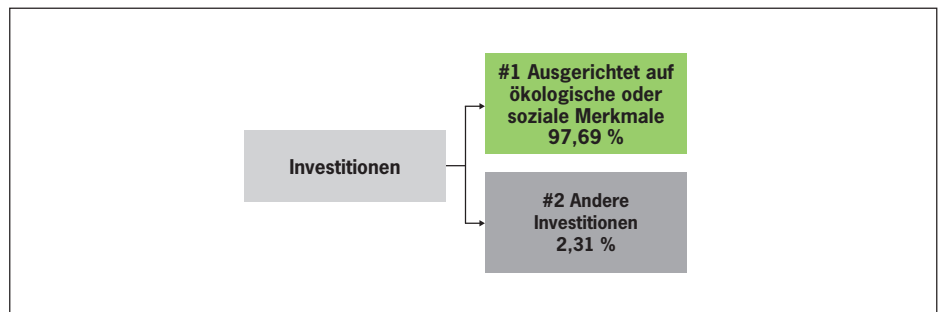 #1 Ausgerichtet auf
ökologische oder
soziale Merkmale
97,69 %
Investitionen
#2 Andere
Investitionen
2,31 %